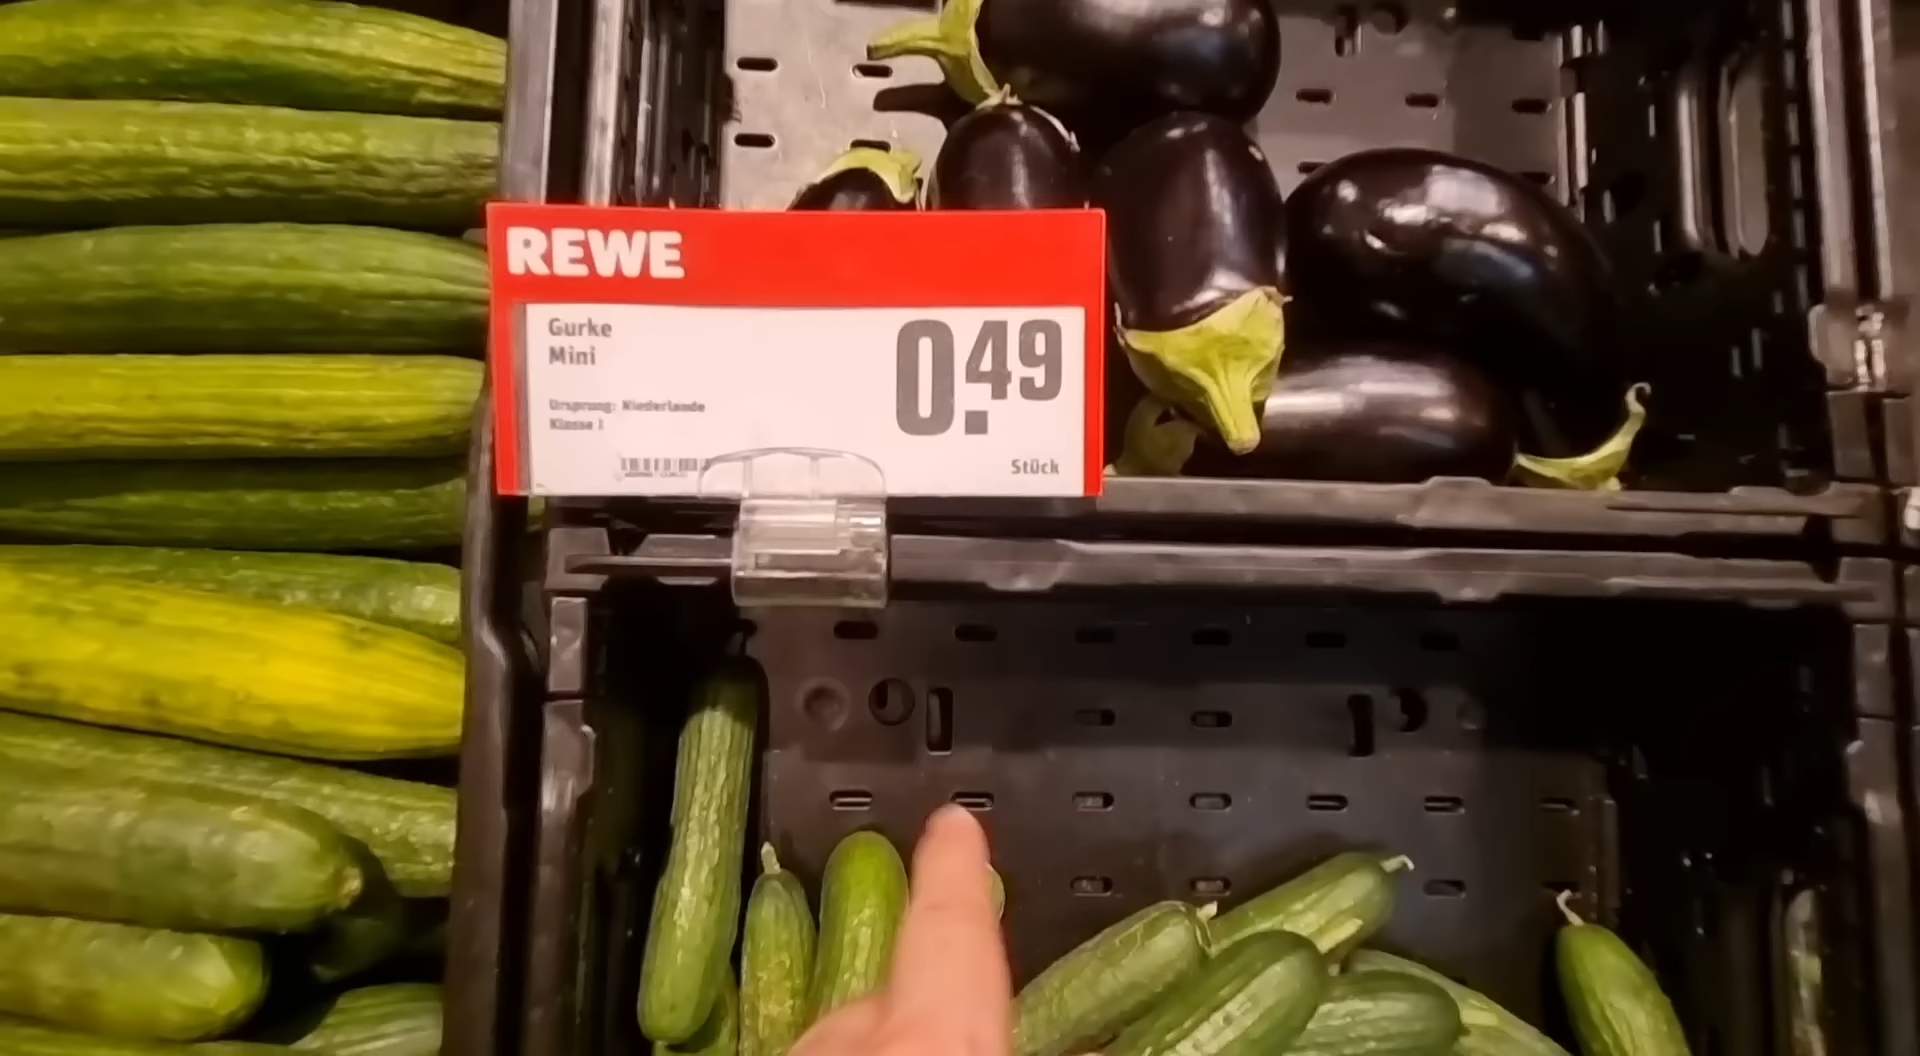 REWE
Gurke
Mini
0.49
Ursprung: Niederlande
Klasse I
Stück